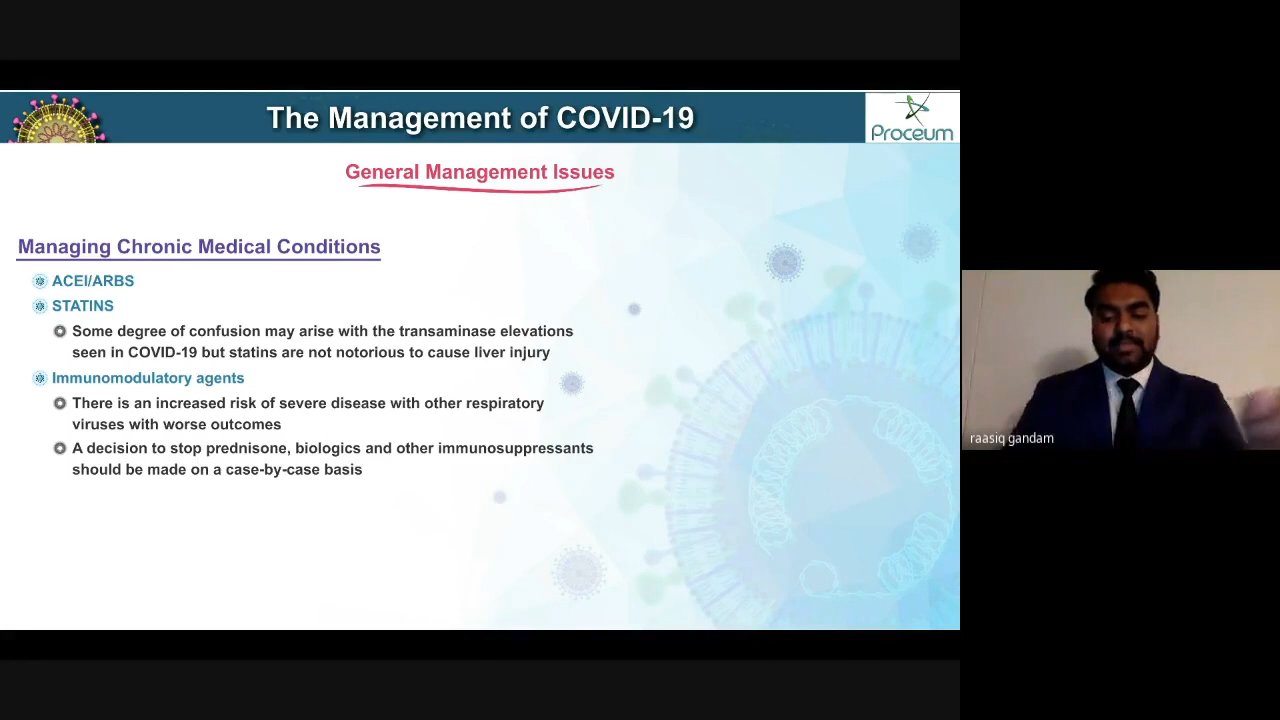 The Management of COVID-19
Proceum
General Management Issues
Managing Chronic Medical Conditions
ACEI/ARBS
STATINS
Some degree of confusion may arise with the transaminase elevations
seen in COVID-19 but statins are not notorious to cause liver injury
Immunomodulatory agents
There is an increased risk of severe disease with other respiratory
viruses with worse outcomes
A decision to stop prednisone, biologics and other immunosuppressants
should be made on a case-by-case basis
raasiq gandam